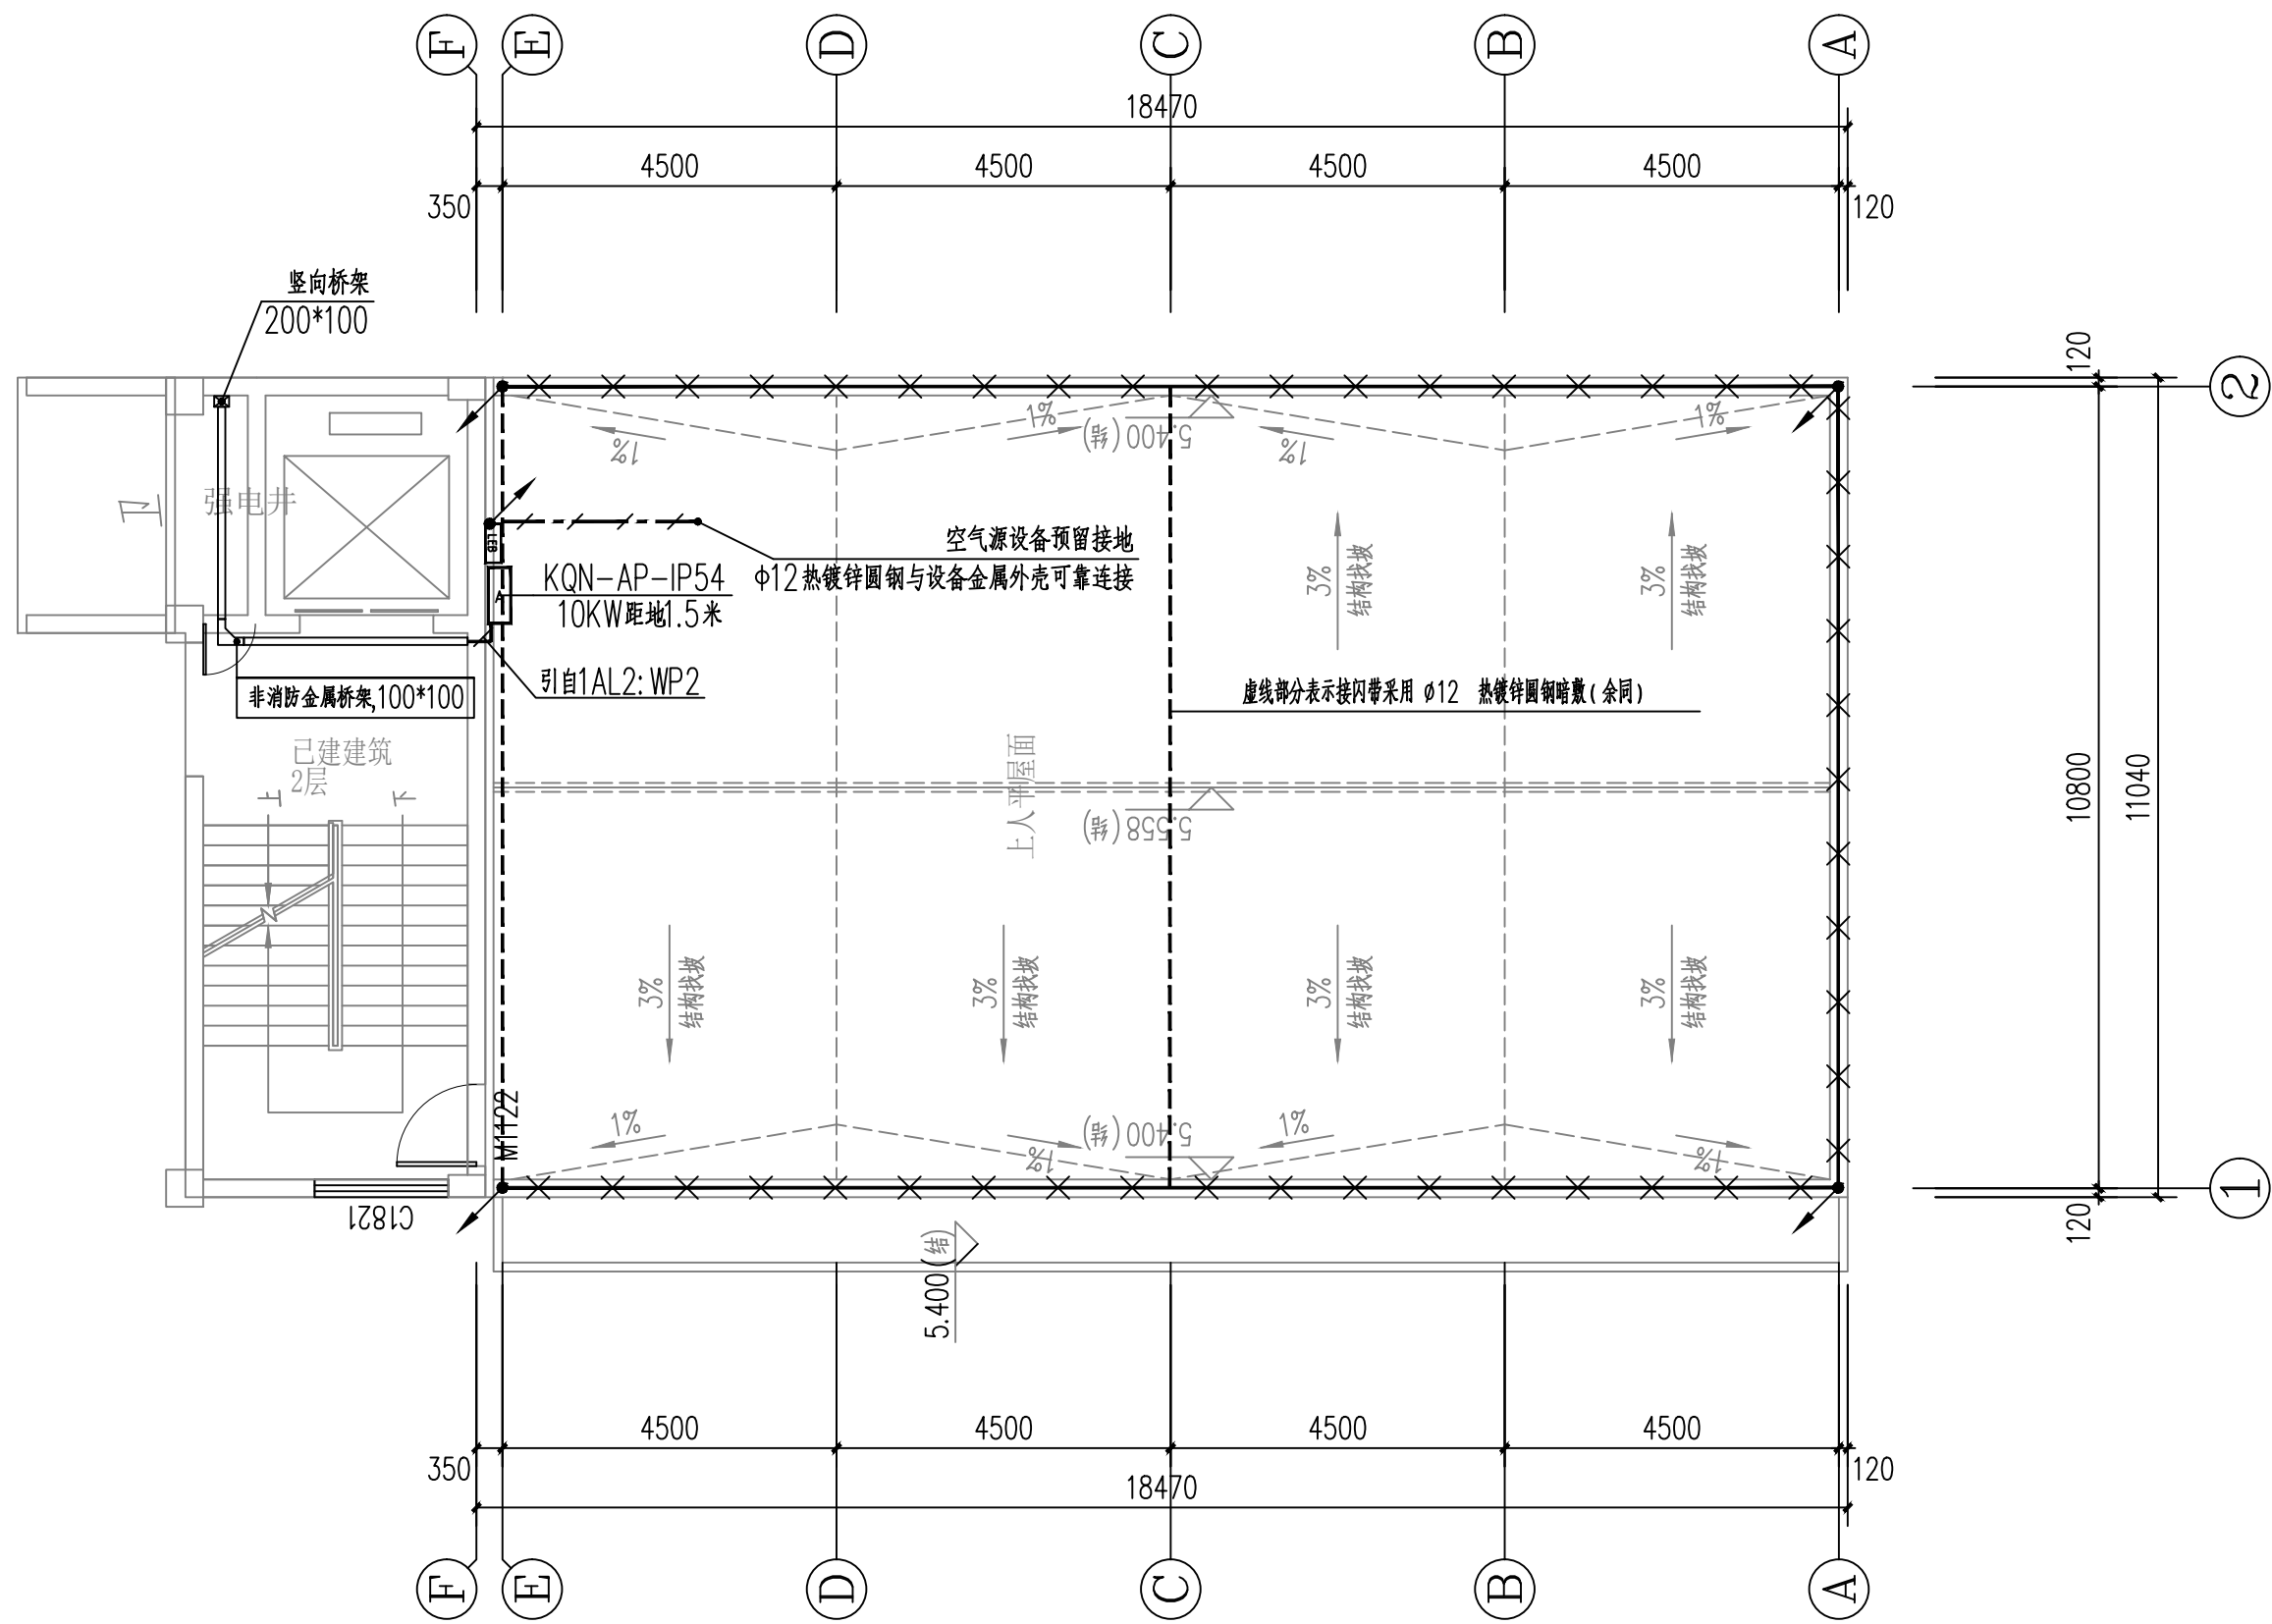 F
E
D
C
B
A
18470
4500
4500
4500
4500
350
120
竖向桥架
200*100
120
2
1%
1%
1%
1%
5.400(结)
强电井
卫
空气源设备预留接地
LEB
KQN-AP-IP54
ф12热镀锌圆钢与设备金属外壳可靠连接
A
10KW距地1.5米
3%
结构找坡
3%
结构找坡
引自1AL2:WP2
非消防金属桥架,100*100
虚线部分表示接闪带采用 ф12 热镀锌圆钢暗敷(余同)
已建建筑
2层
上
下
上人平屋面
5.558(结)
10800
11040
3%
结构找坡
3%
结构找坡
3%
结构找坡
3%
结构找坡
M1122
1%
1%
1%
1%
5.400(结)
C1821
120
1
5.400(结)
4500
4500
4500
4500
350
120
18470
F
E
D
C
B
A